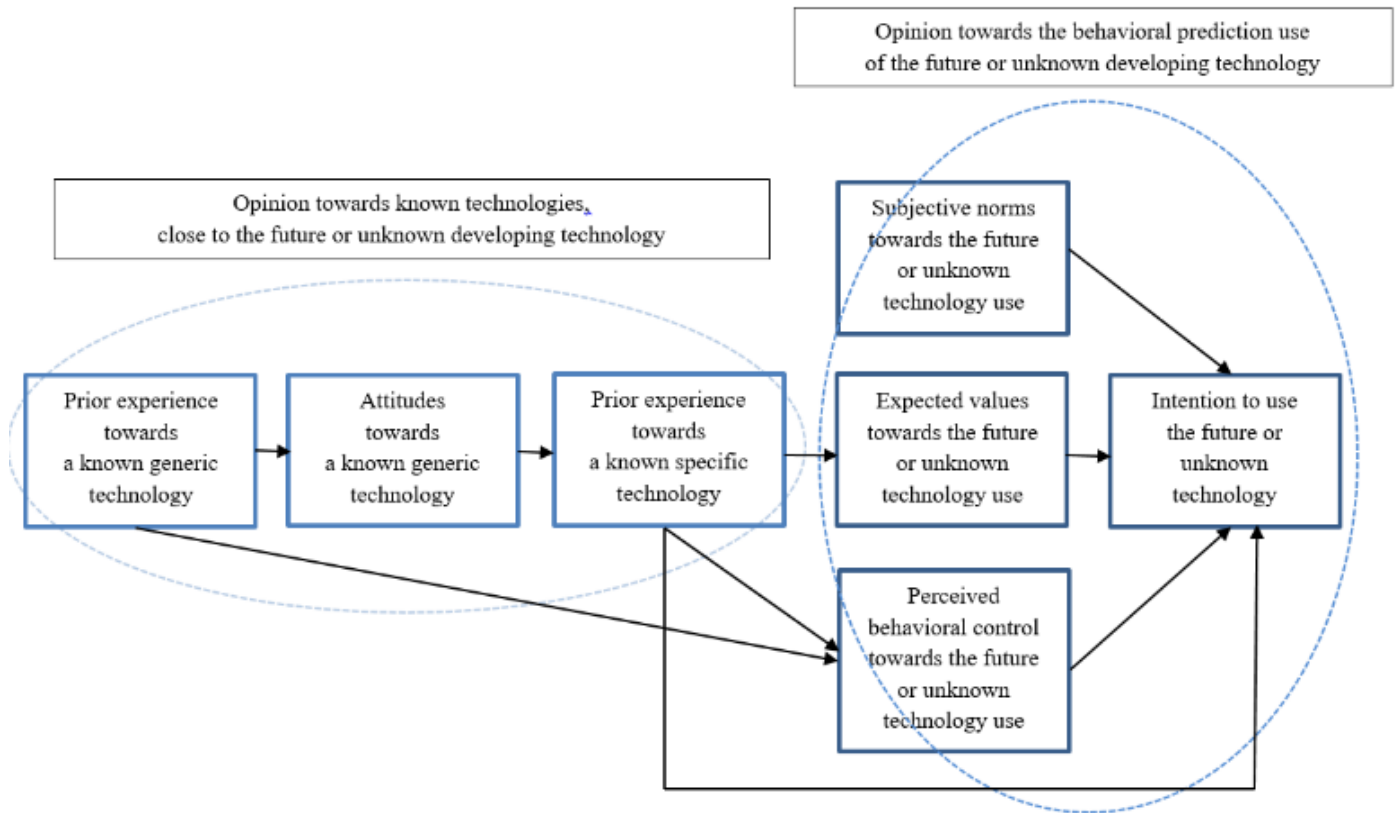 Opinion towards the behavioral prediction use
of the future or unknown developing technology
Opinion towards known technologies,
close to the future or unknown developing technology
Subjective norms
towards the future
or unknown
technology use
Prior experience
towards
a known generic
technology
Attitudes
towards
a known generic
technology
Prior experience
towards
a known specific
technology
Expected values
towards the future
or unknown
technology use
Intention to use
the future or
unknown
technology
Perceived
behavioral control
towards the future
or unknown
technology use